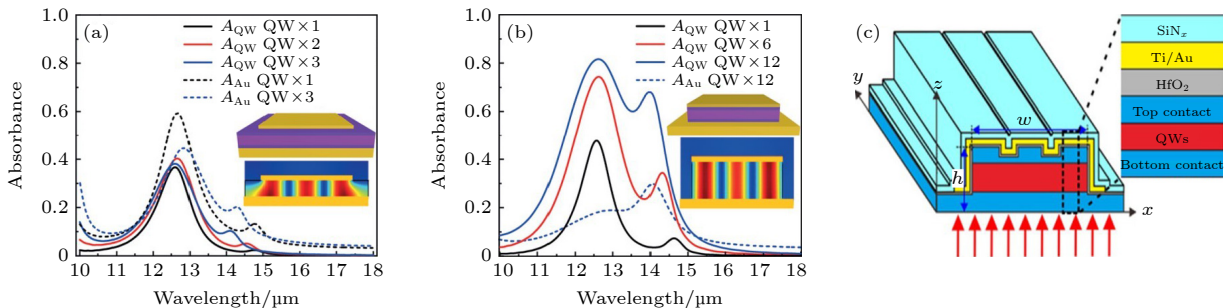 (a)
A_QW QW×1
A_QW QW×2
A_QW QW×3
A_Au QW×1
A_Au QW×3
1.0
0.8
0.6
0.4
0.2
0
Absorbance
10 11 12 13 14 15 16 17 18
Wavelength/μm
(b)
A_QW QW×1
A_QW QW×6
A_QW QW×12
A_Au QW×12
1.0
0.8
0.6
0.4
0.2
0
Absorbance
10 11 12 13 14 15 16 17 18
Wavelength/μm
(c)
y
z
w
h
x
SiN_x
Ti/Au
HfO₂
Top contact
QWs
Bottom contact